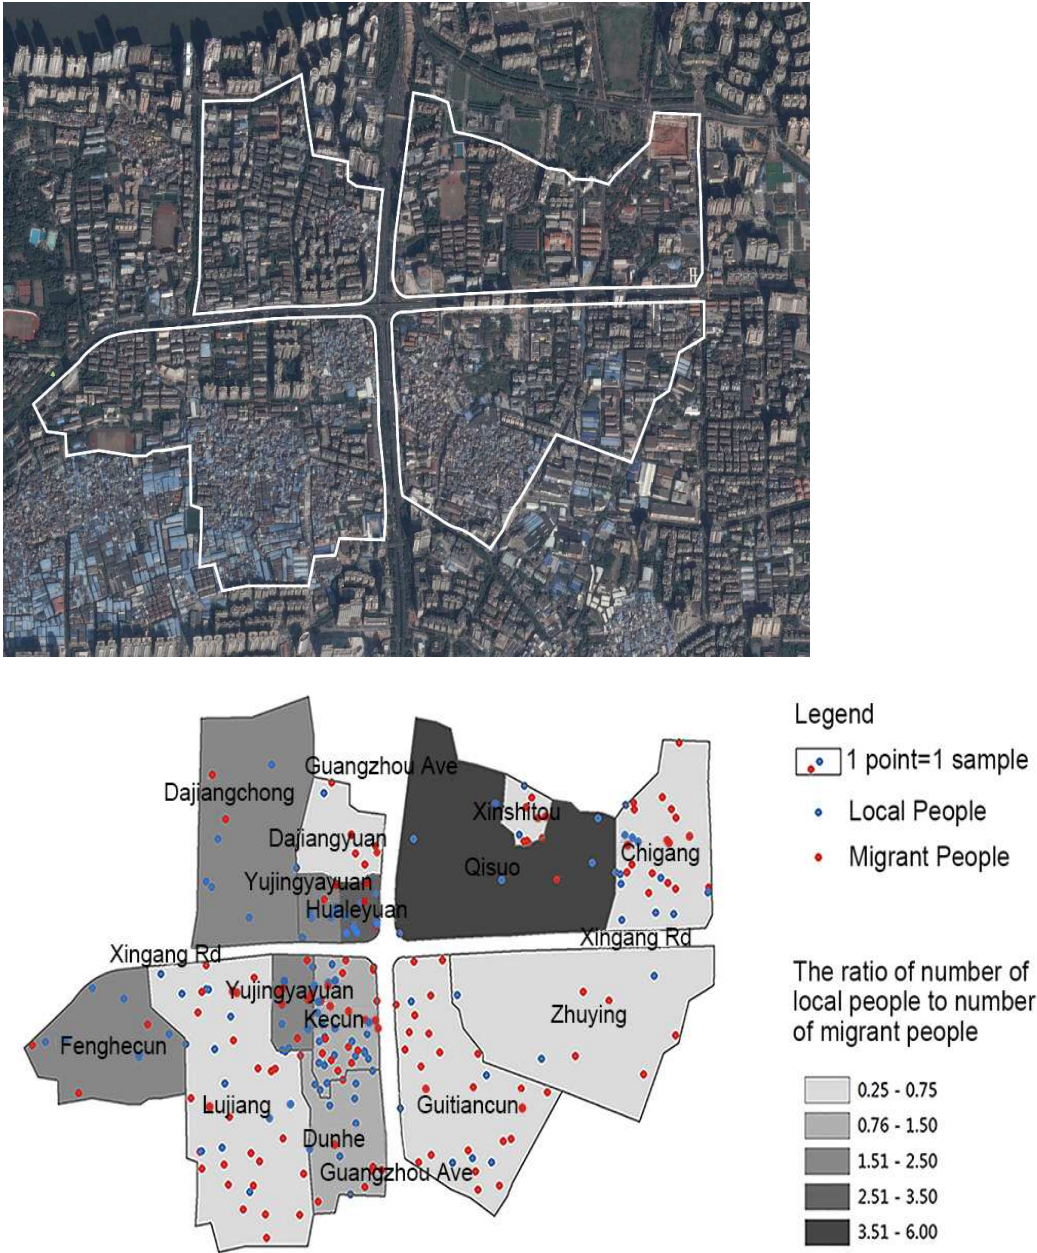 Legend
1 point=1 sample
Local People
Migrant People
The ratio of number of
local people to number
of migrant people
0.25 - 0.75
0.76 - 1.50
1.51 - 2.50
2.51 - 3.50
3.51 - 6.00
Guangzhou Ave
Dajiangchong
Xinshitou
Dajiangyuan
Chigang
Qisuo
Yujingyayuan
Hualeyuan
Xingang Rd
Xingang Rd
Yujingyayuan
Kecun
Zhuying
Fenghecun
Lujiang
Guitiancun
Dunhe
Guangzhou Ave